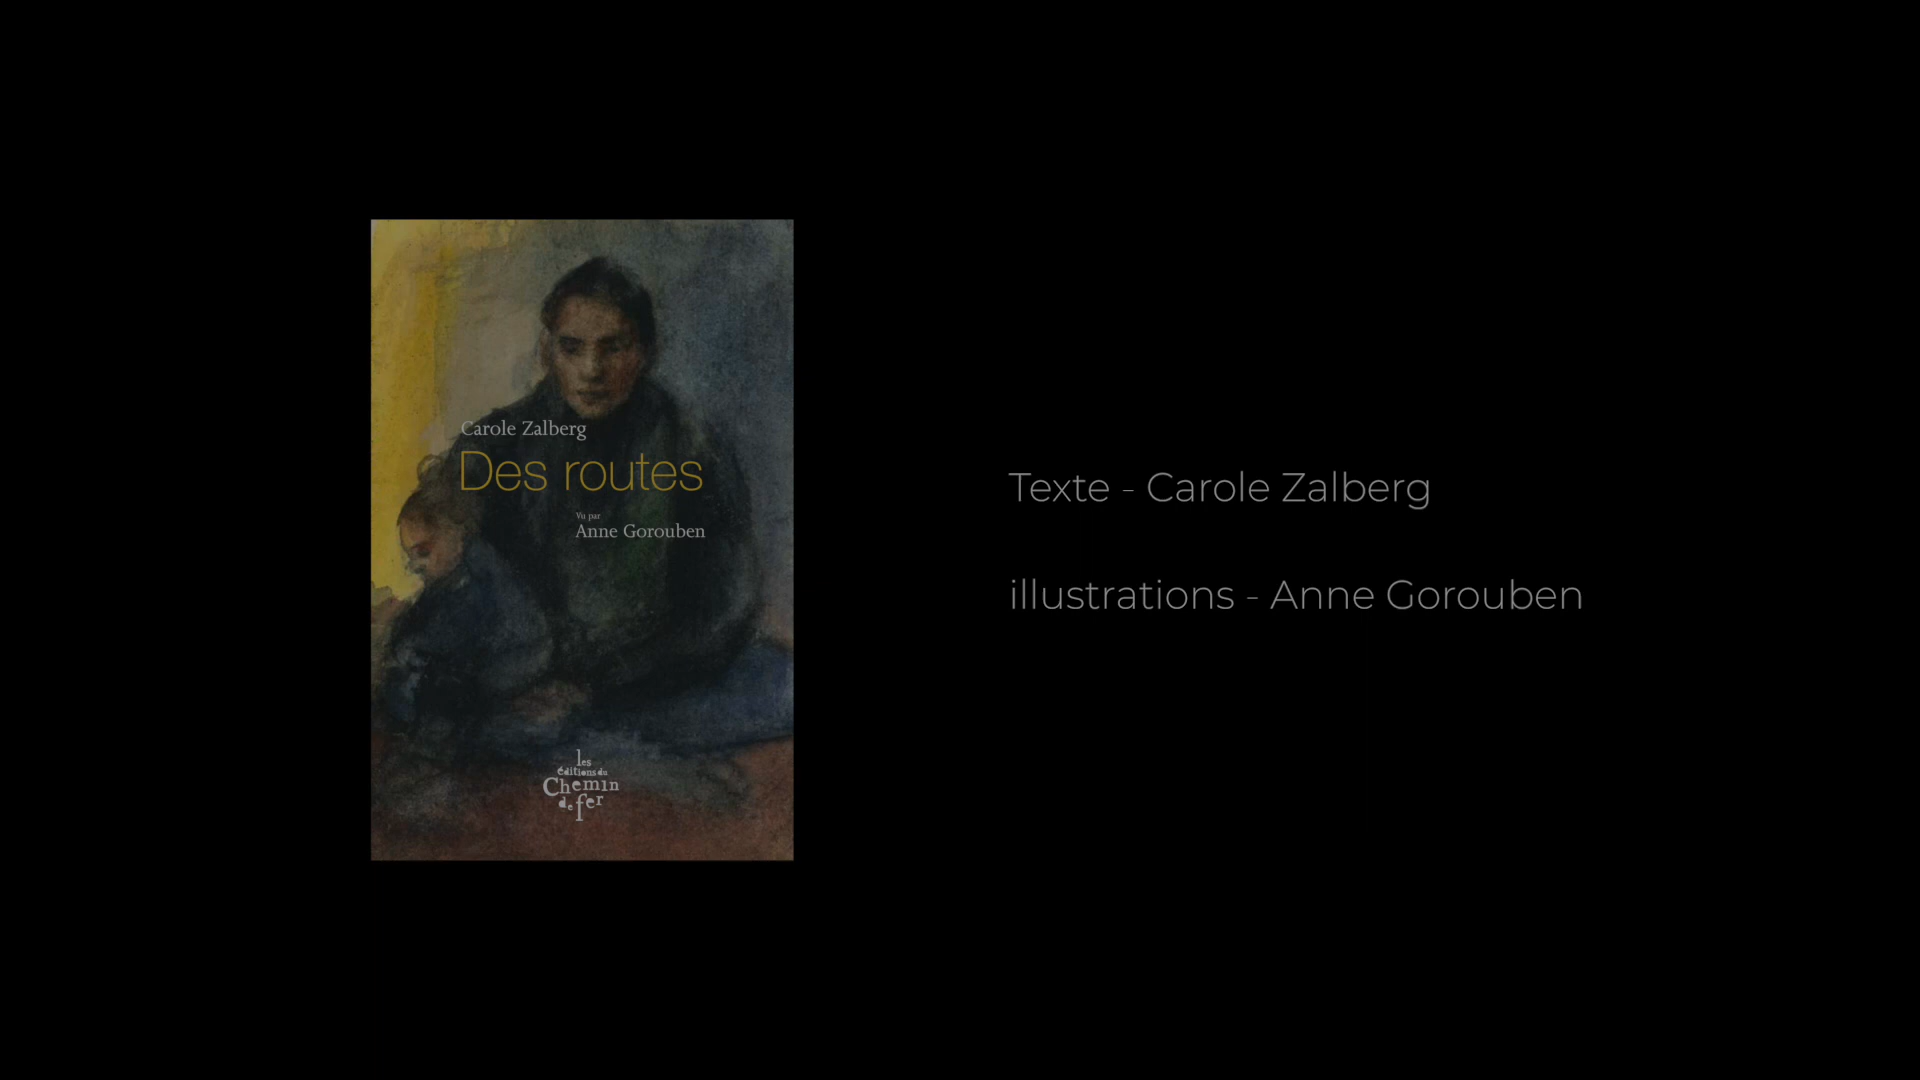 Carole Zalberg
Des routes
Vu par
Anne Gorouben
les
éditions du
Chemin
de fer
Texte - Carole Zalberg
illustrations - Anne Gorouben